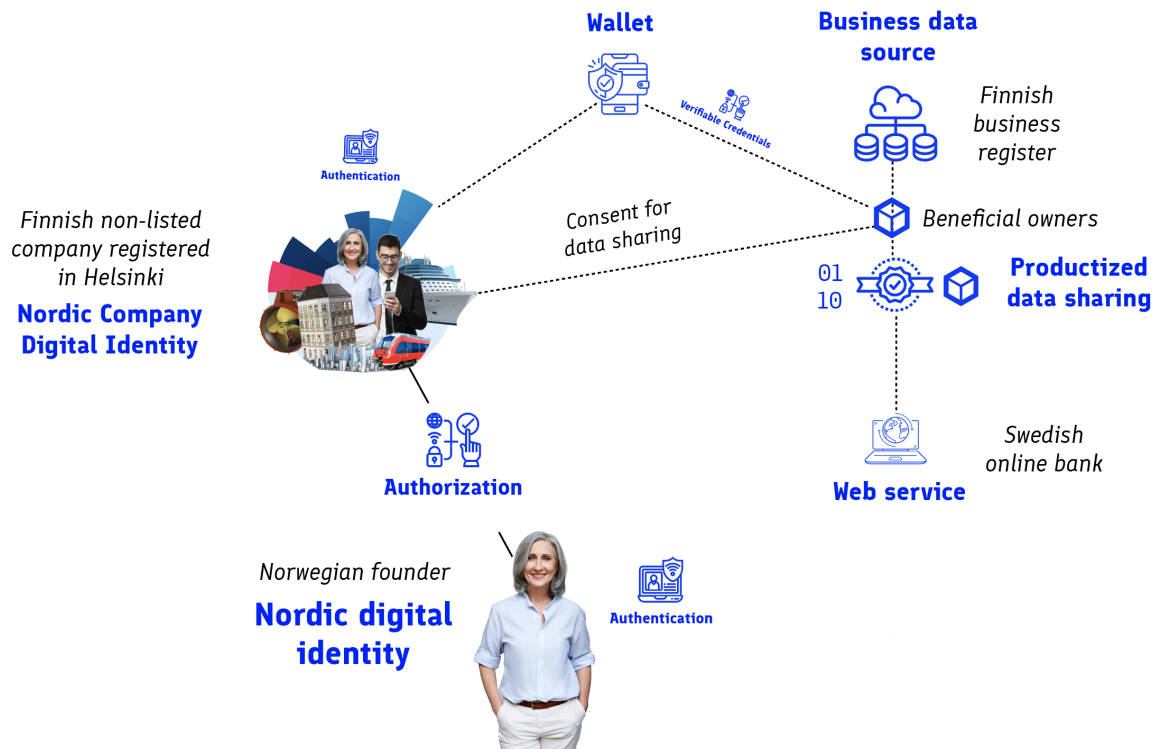 Wallet
Business data
source
Verifiable Credentials
Finnish
business
register
Authentication
Finnish non-listed
company registered
in Helsinki
Nordic Company
Digital Identity
Consent for
data sharing
Beneficial owners
01
10
Productized
data sharing
Authorization
Swedish
online bank
Web service
Norwegian founder
Nordic digital
identity
Authentication